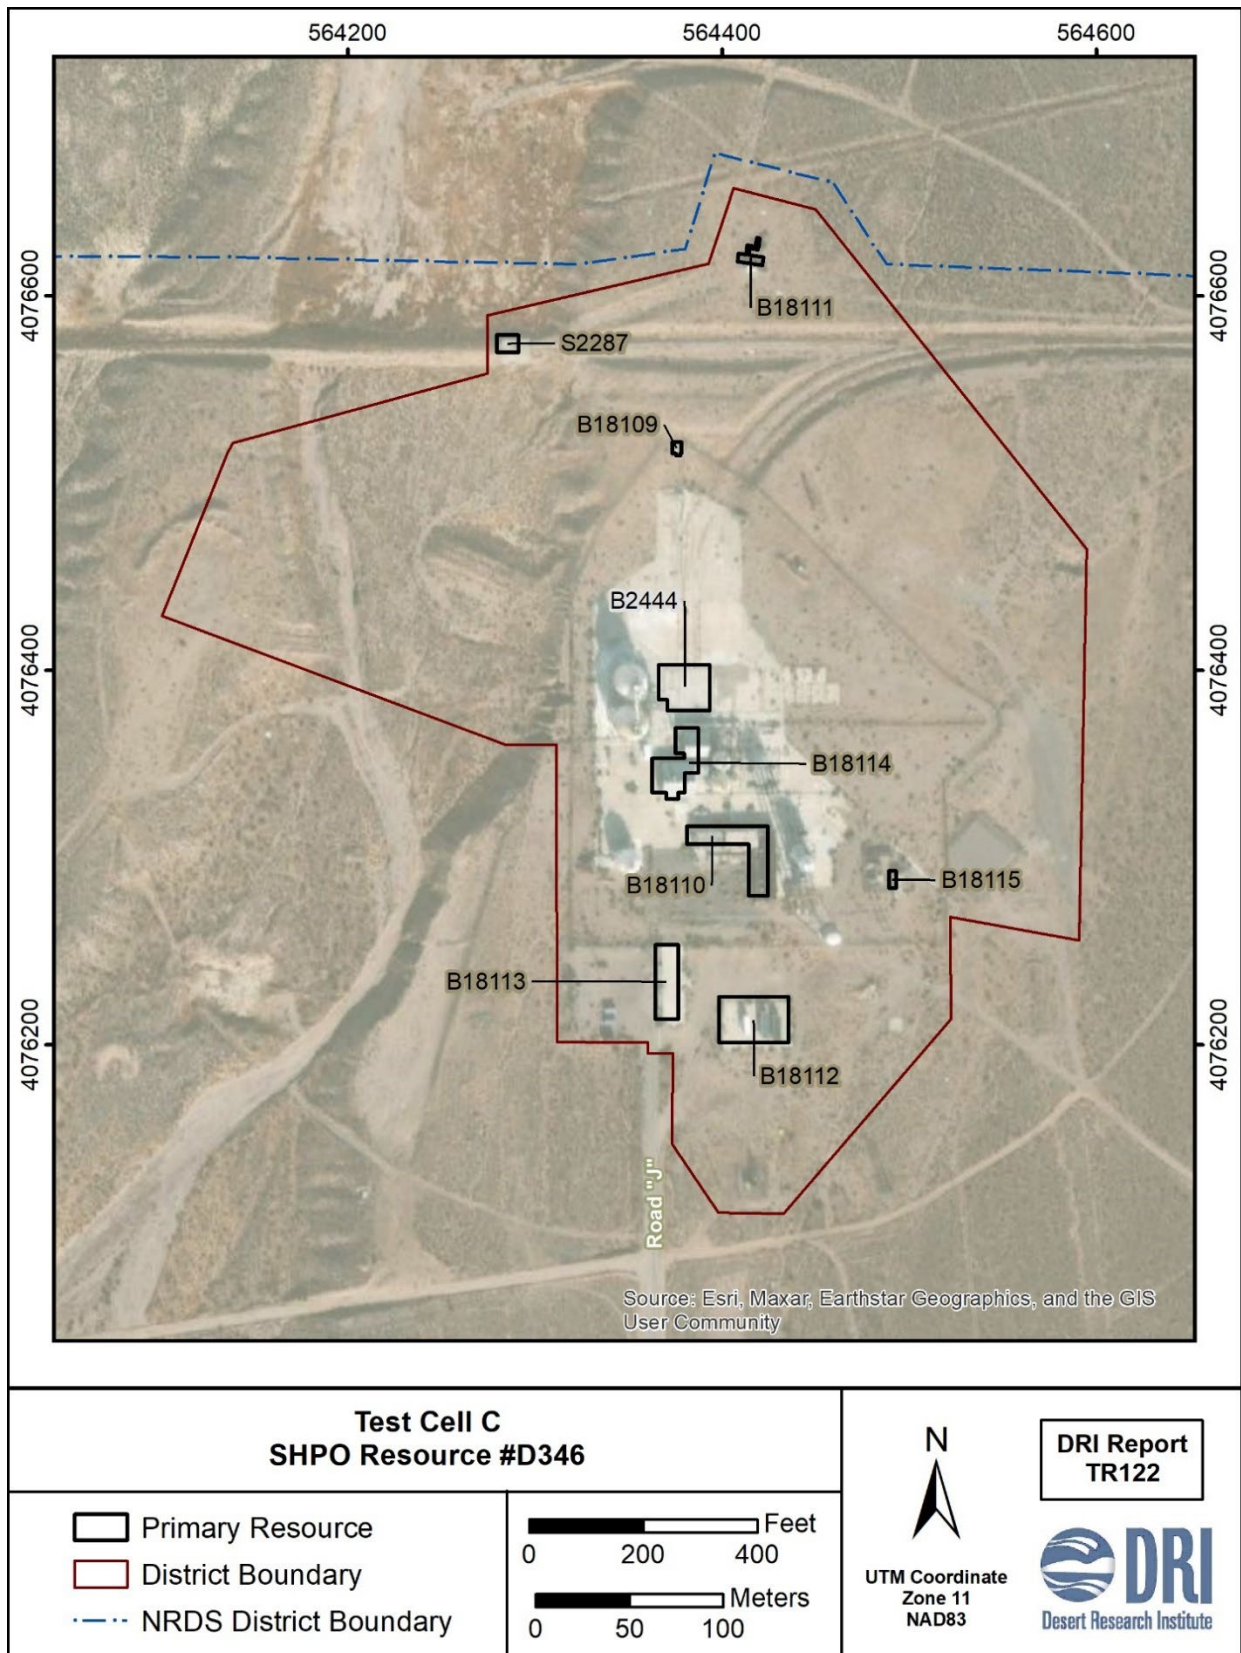 564200
564400
564600
4076600
4076600
B18111
S2287
B18109
B2444
4076400
4076400
B18114
B18110
B18115
B18113
4076200
4076200
B18112
Road "J"
Source: Esri, Maxar, Earthstar Geographics, and the GIS
User Community
Test Cell C
SHPO Resource #D346
Primary Resource
District Boundary
NRDS District Boundary
Feet
0 200 400
Meters
0 50 100
N
UTM Coordinate
Zone 11
NAD83
DRI Report
TR122
DRI
Desert Research Institute